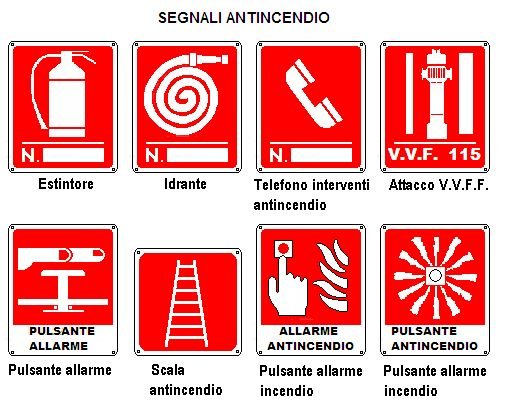 SEGNALI ANTINCENDIO
N.
N.
N.
V.V.F. 115
Estintore
Idrante
Telefono interventi
antincendio
Attacco V.V.F.F.
PULSANTE
ALLARME
ALLARME
ANTINCENDIO
PULSANTE
ANTINCENDIO
Pulsante allarme
Scala
antincendio
Pulsante allarme
incendio
Pulsante allarme
incendio